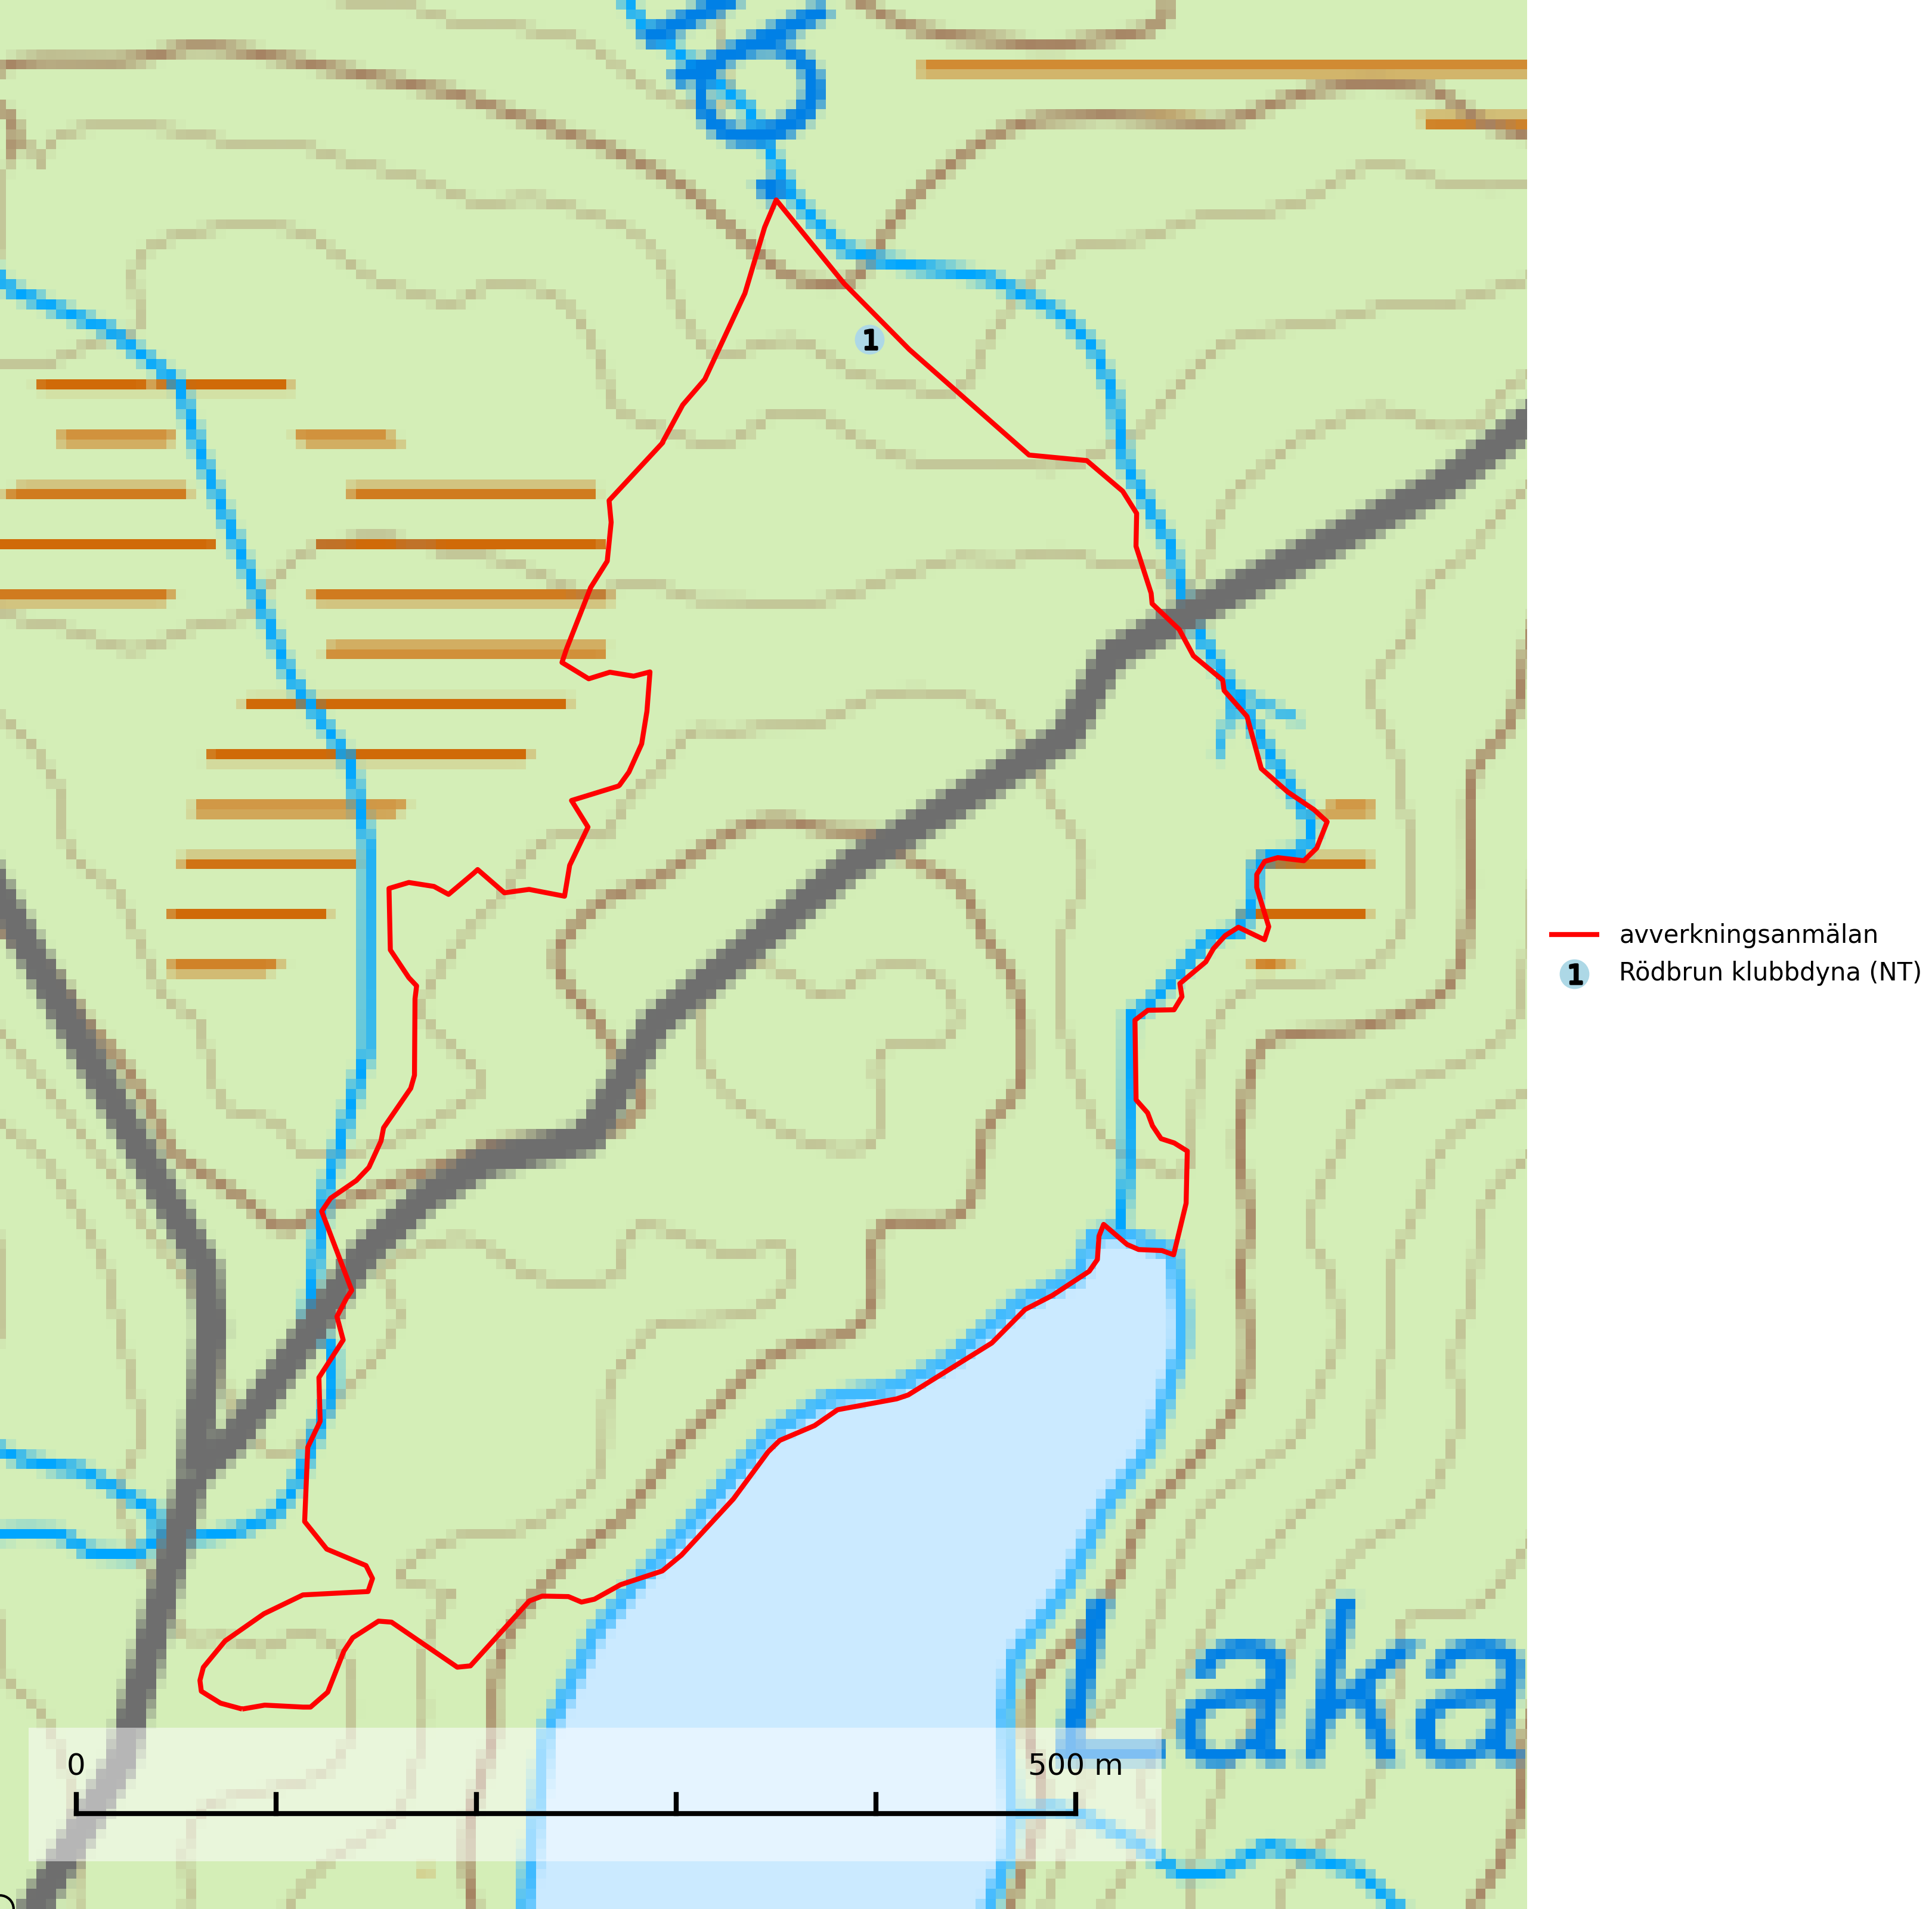 1
avverkningsanmälan
1 Rödbrun klubbdyna (NT)
Laka
0 500 m